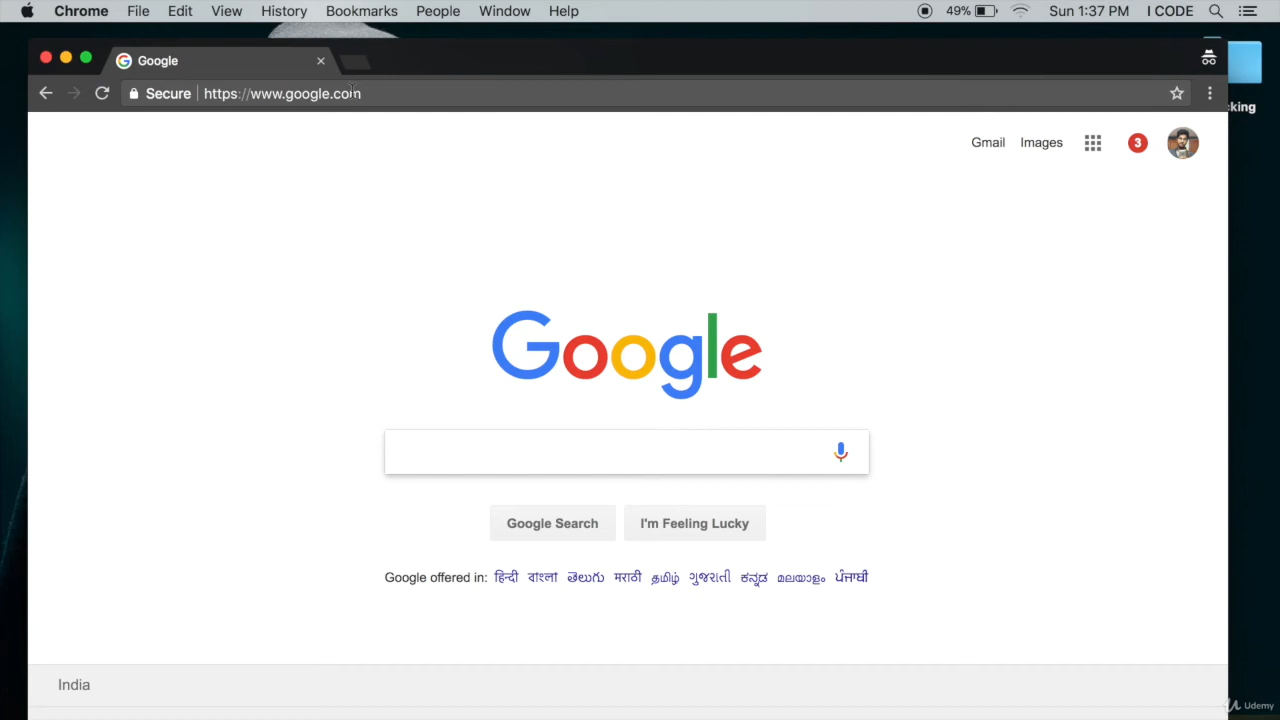 Chrome File Edit View History Bookmarks People Window Help 49% Sun 1:37 PM I CODE
Google
Secure https://www.google.com
king
Gmail Images 3
Google
Google Search I'm Feeling Lucky
Google offered in: हिन्दी বাংলা తెలుగు मराठी தமிழ் ગુજરાતી ಕನ್ನಡ മലയാളം ਪੰਜਾਬੀ
India
Udemy